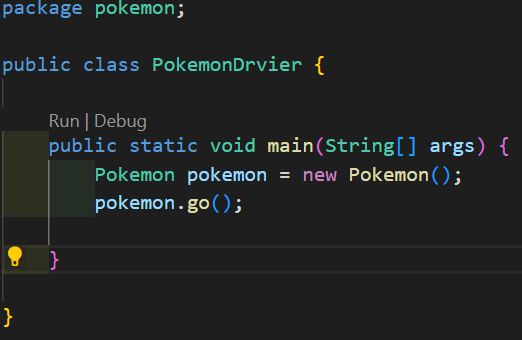 package pokemon;
public class PokemonDrvier {
Run | Debug
public static void main(String[] args) {
Pokemon pokemon = new Pokemon();
pokemon.go();
}
}